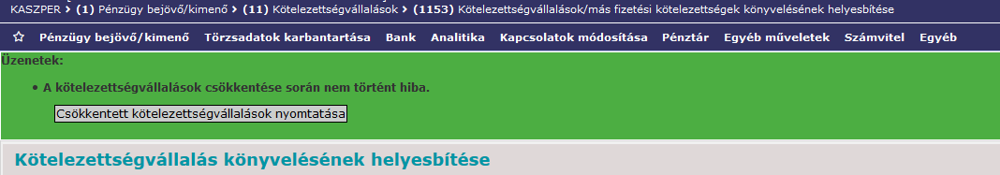 KASZPER > (1) Pénzügy bejövő/kimenő > (11) Kötelezettségvállalások > (1153) Kötelezettségvállalások/más fizetési kötelezettségek könyvelésének helyesbítése
Pénzügy bejövő/kimenő Törzsadatok karbantartása Bank Analitika Kapcsolatok módosítása Pénztár Egyéb műveletek Számvitel Egyéb
Üzenetek:
• A kötelezettségvállalások csökkentése során nem történt hiba.
Csökkentett kötelezettségvállalások nyomtatása
Kötelezettségvállalás könyvelésének helyesbítése